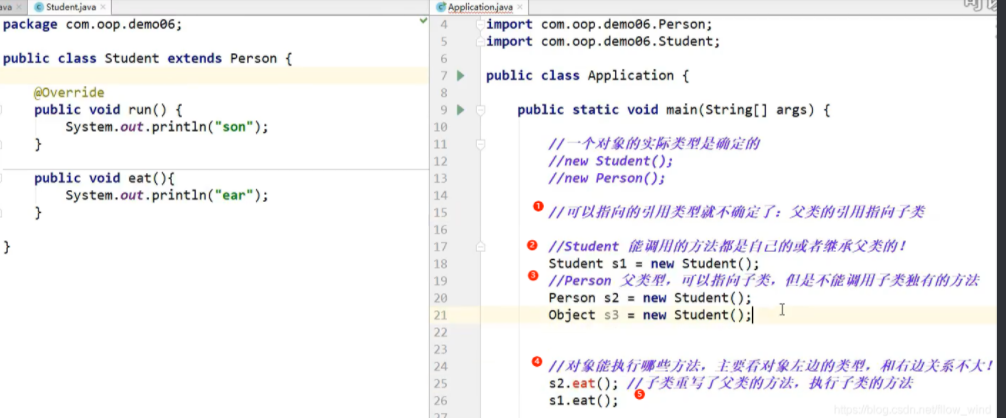 ava
Student.java
package com.oop.demo06;
public class Student extends Person {
@Override
public void run() {
System.out.println("son");
}
public void eat(){
System.out.println("ear");
}
}
Application.java
4 import com.oop.demo06.Person;
5 import com.oop.demo06.Student;
6
7 public class Application {
8
9 public static void main(String[] args) {
10
11 //一个对象的实际类型是确定的
12 //new Student();
13 //new Person();
14
15 1 //可以指向的引用类型就不确定了：父类的引用指向子类
16
17 2 //Student 能调用的方法都是自己的或者继承父类的！
18 Student s1 = new Student();
19 3 //Person 父类型，可以指向子类，但是不能调用子类独有的方法
20 Person s2 = new Student();
21 Object s3 = new Student();
22
23
24 4 //对象能执行哪些方法，主要看对象左边的类型，和右边关系不大！
25 s2.eat(); //子类重写了父类的方法，执行子类的方法
26 s1.eat(); 5
27